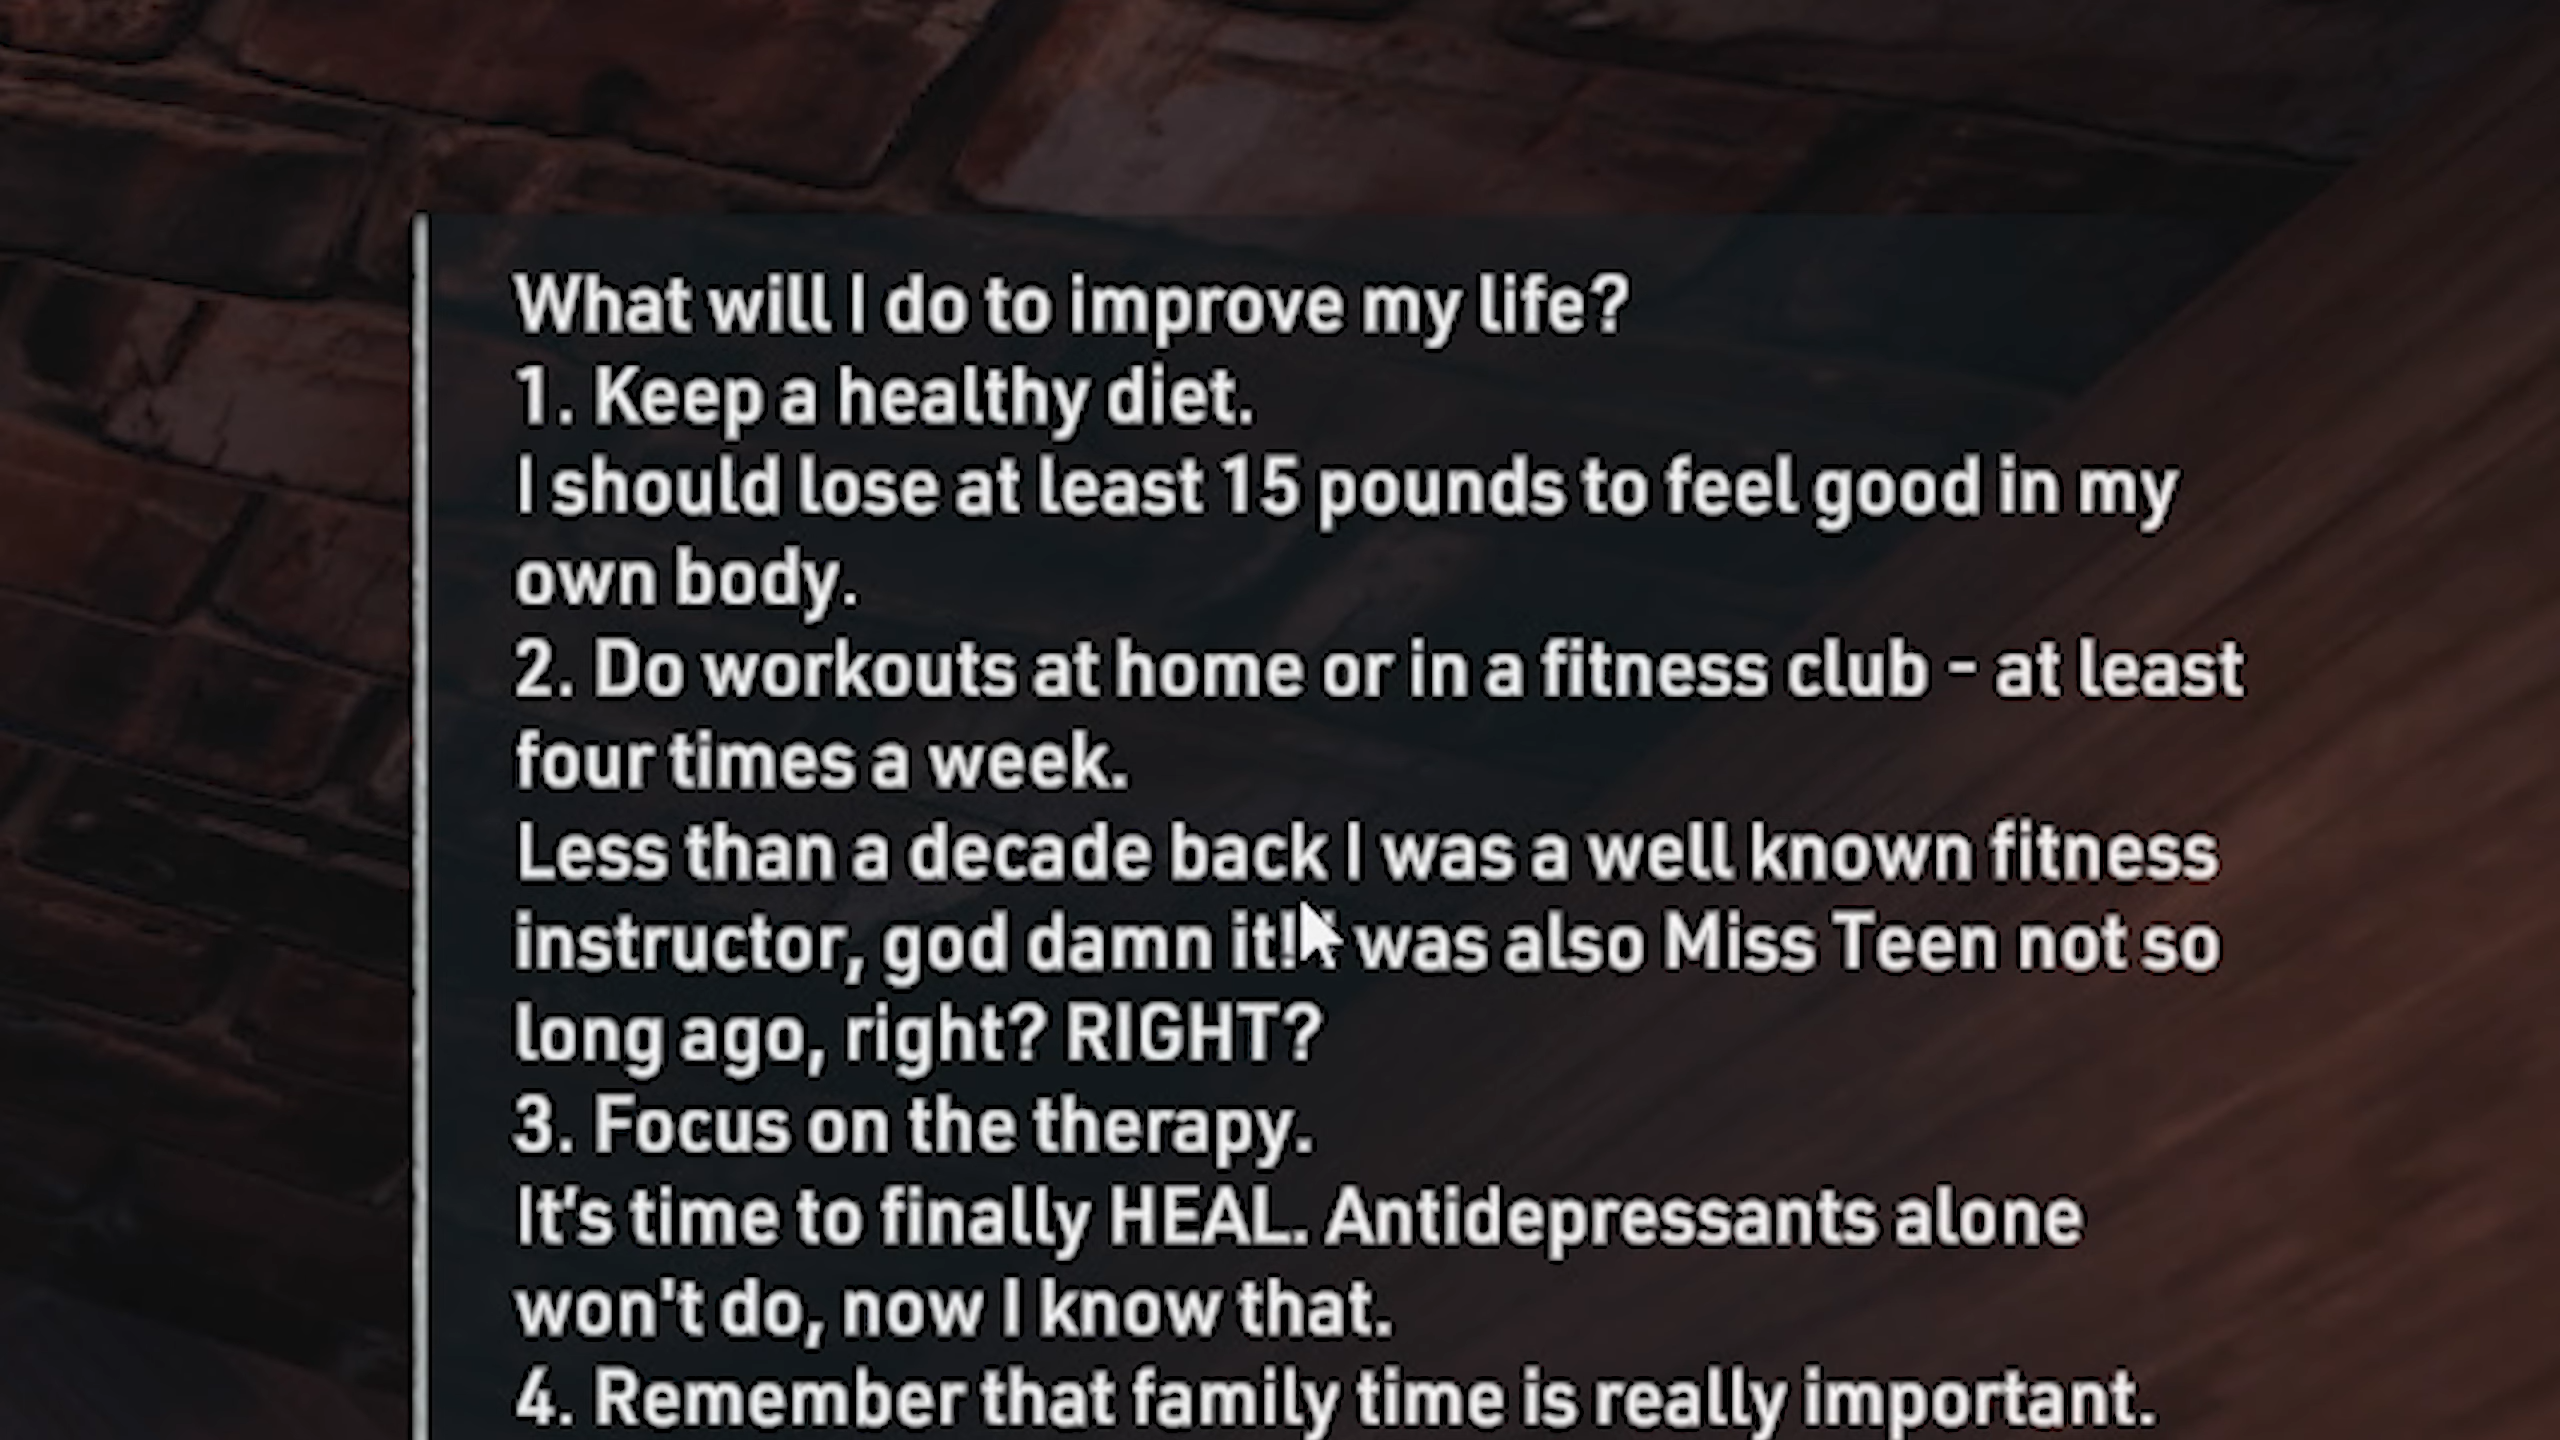 What will I do to improve my life?
1. Keep a healthy diet.
I should lose at least 15 pounds to feel good in my
own body.
2. Do workouts at home or in a fitness club - at least
four times a week.
Less than a decade back I was a well known fitness
instructor, god damn it! was also Miss Teen not so
long ago, right? RIGHT?
3. Focus on the therapy.
It's time to finally HEAL. Antidepressants alone
won't do, now I know that.
4. Remember that family time is really important.